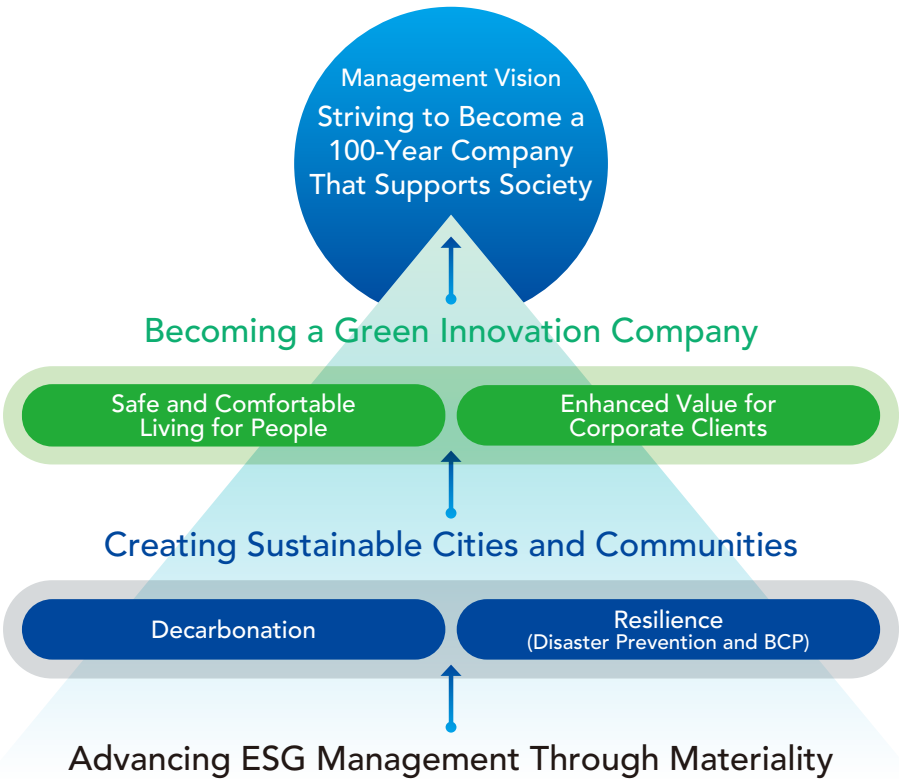 Management Vision
Striving to Become a
100-Year Company
That Supports Society
Becoming a Green Innovation Company
Safe and Comfortable
Living for People
Enhanced Value for
Corporate Clients
Creating Sustainable Cities and Communities
Decarbonation
Resilience
(Disaster Prevention and BCP)
Advancing ESG Management Through Materiality